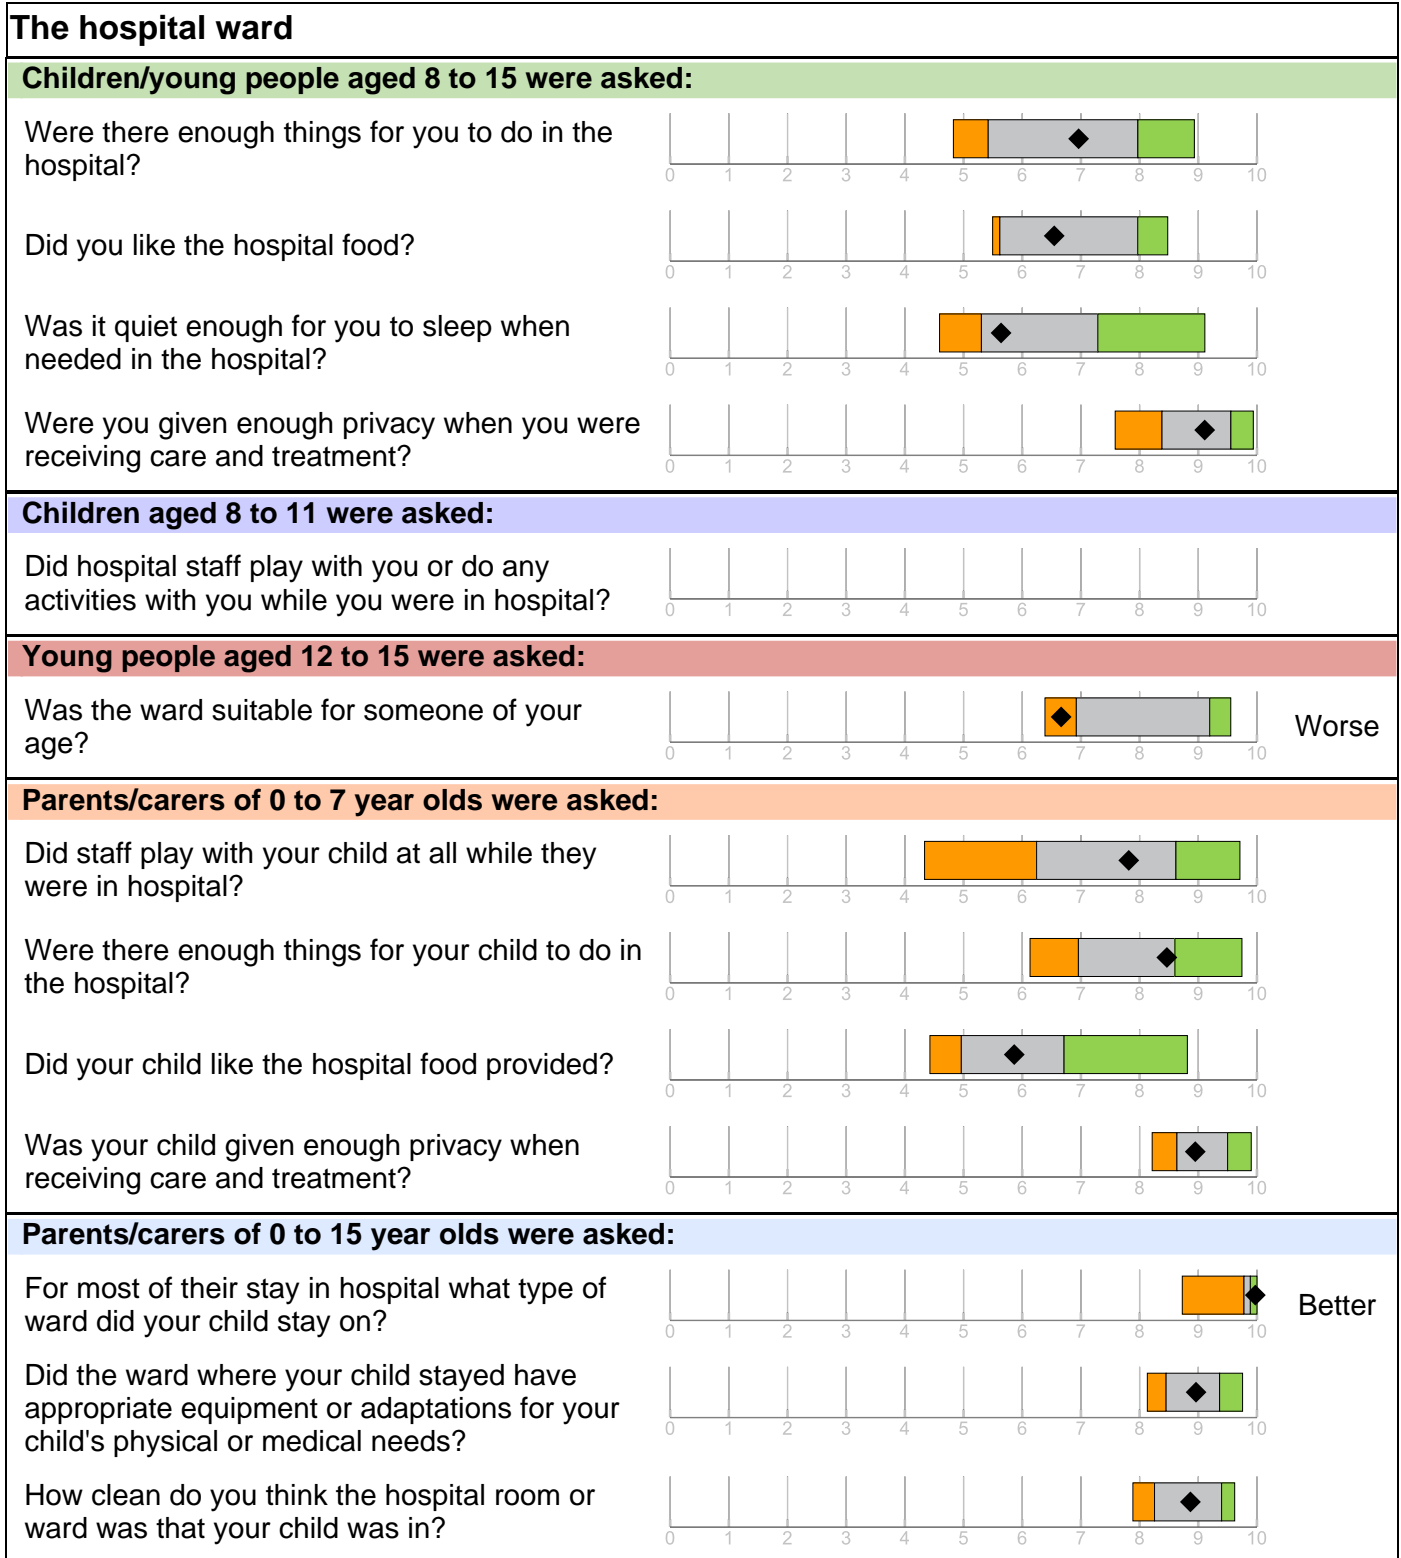 The hospital ward
Children/young people aged 8 to 15 were asked:
Were there enough things for you to do in the
hospital?
0 1 2 3 4 5 6 7 8 9 10
Did you like the hospital food?
0 1 2 3 4 5 6 7 8 9 10
Was it quiet enough for you to sleep when
needed in the hospital?
0 1 2 3 4 5 6 7 8 9 10
Were you given enough privacy when you were
receiving care and treatment?
0 1 2 3 4 5 6 7 8 9 10
Children aged 8 to 11 were asked:
Did hospital staff play with you or do any
activities with you while you were in hospital?
0 1 2 3 4 5 6 7 8 9 10
Young people aged 12 to 15 were asked:
Was the ward suitable for someone of your
age?
Worse
0 1 2 3 4 5 6 7 8 9 10
Parents/carers of 0 to 7 year olds were asked:
Did staff play with your child at all while they
were in hospital?
0 1 2 3 4 5 6 7 8 9 10
Were there enough things for your child to do in
the hospital?
0 1 2 3 4 5 6 7 8 9 10
Did your child like the hospital food provided?
0 1 2 3 4 5 6 7 8 9 10
Was your child given enough privacy when
receiving care and treatment?
0 1 2 3 4 5 6 7 8 9 10
Parents/carers of 0 to 15 year olds were asked:
For most of their stay in hospital what type of
ward did your child stay on?
Better
0 1 2 3 4 5 6 7 8 9 10
Did the ward where your child stayed have
appropriate equipment or adaptations for your
child's physical or medical needs?
0 1 2 3 4 5 6 7 8 9 10
How clean do you think the hospital room or
ward was that your child was in?
0 1 2 3 4 5 6 7 8 9 10